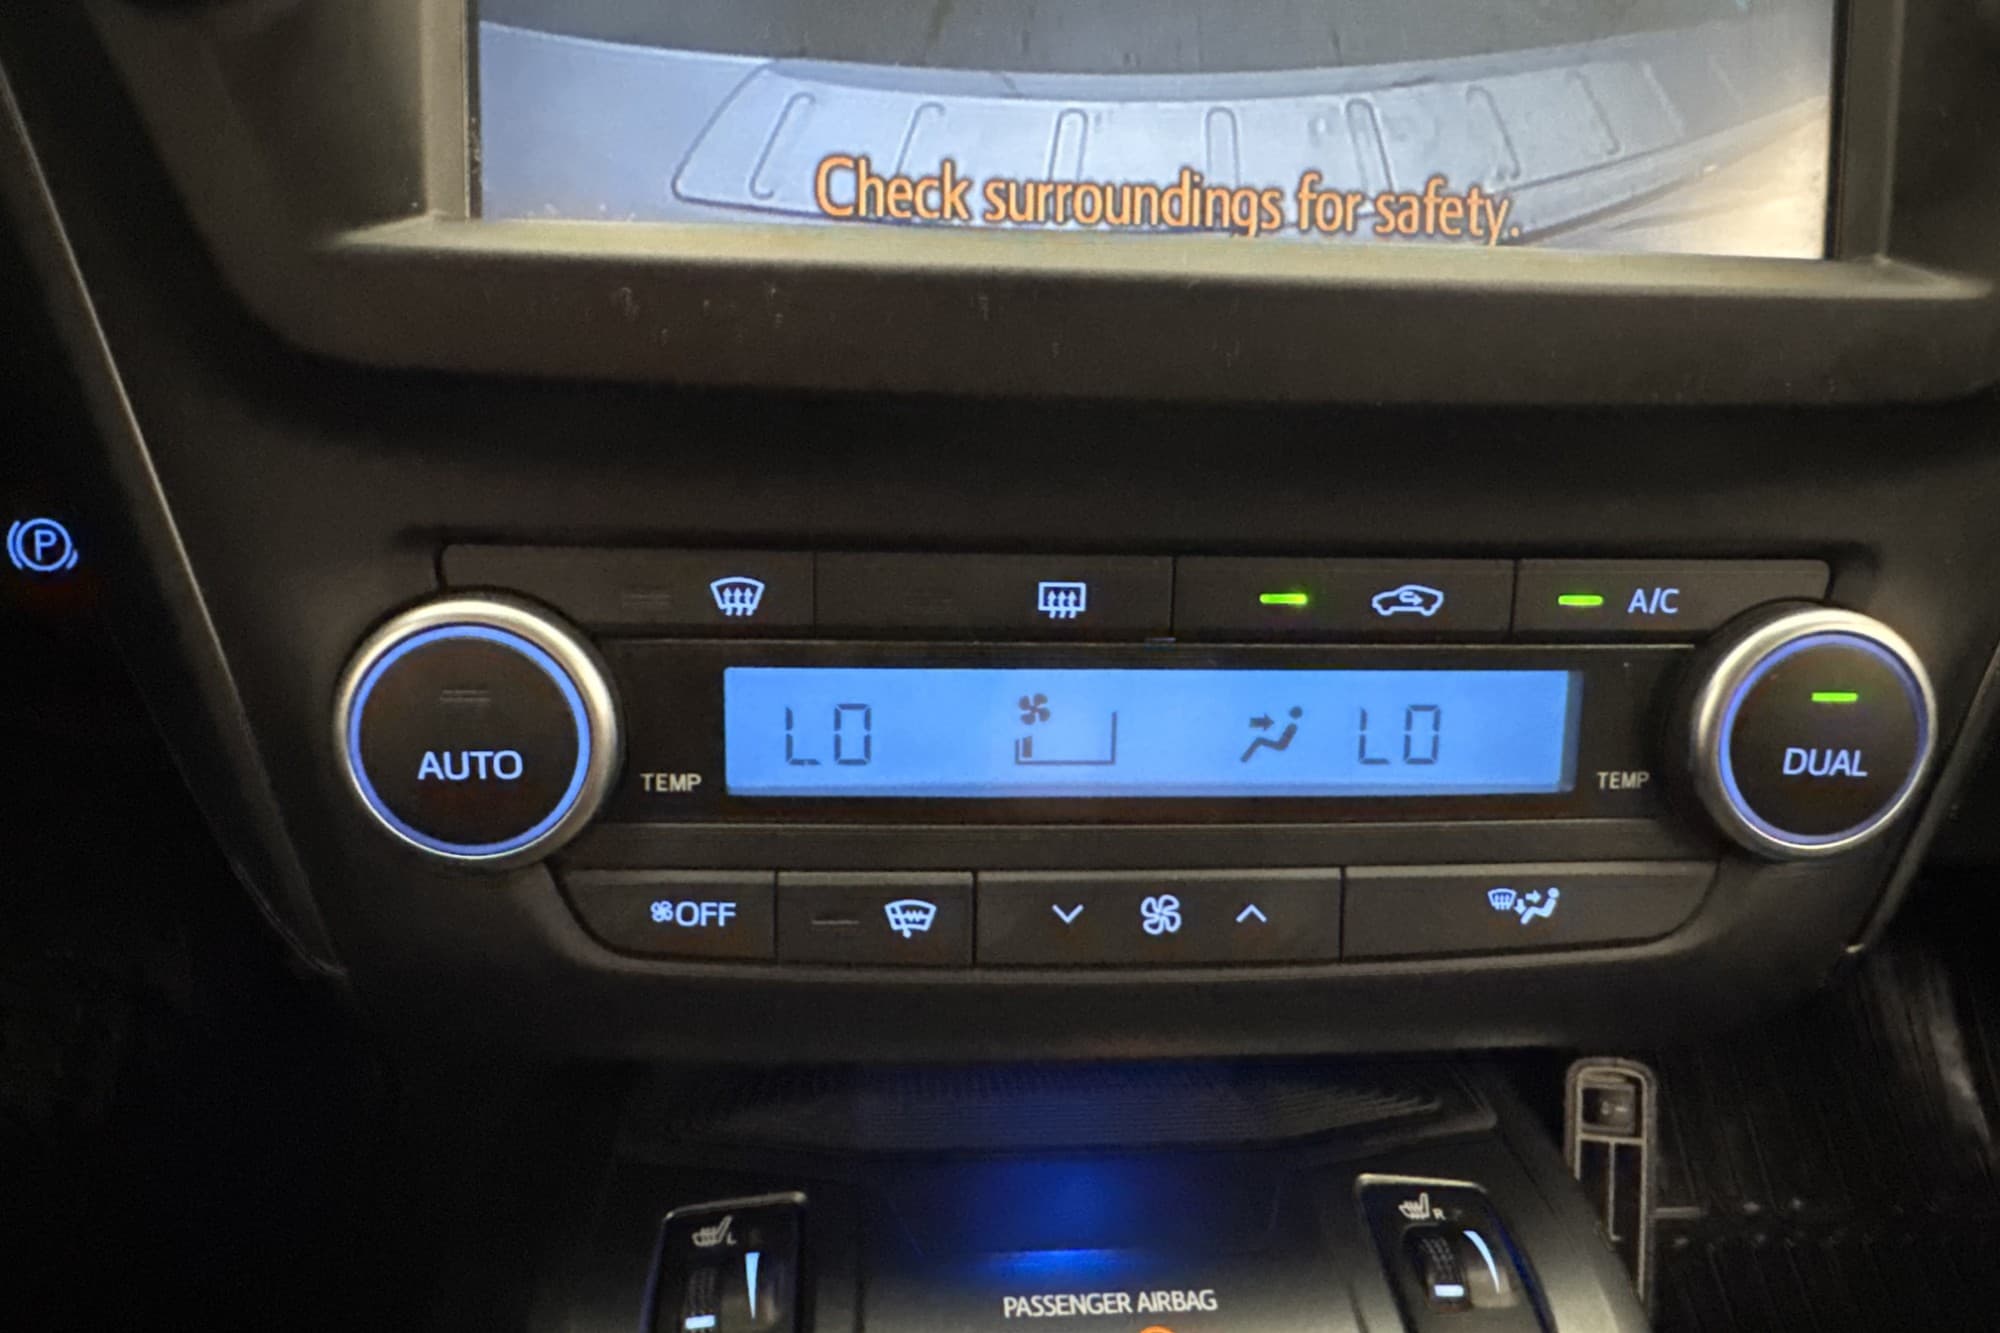 Check surroundings for safety.
P
A/C
LO LO
AUTO
TEMP
TEMP
DUAL
OFF
L
R
PASSENGER AIRBAG